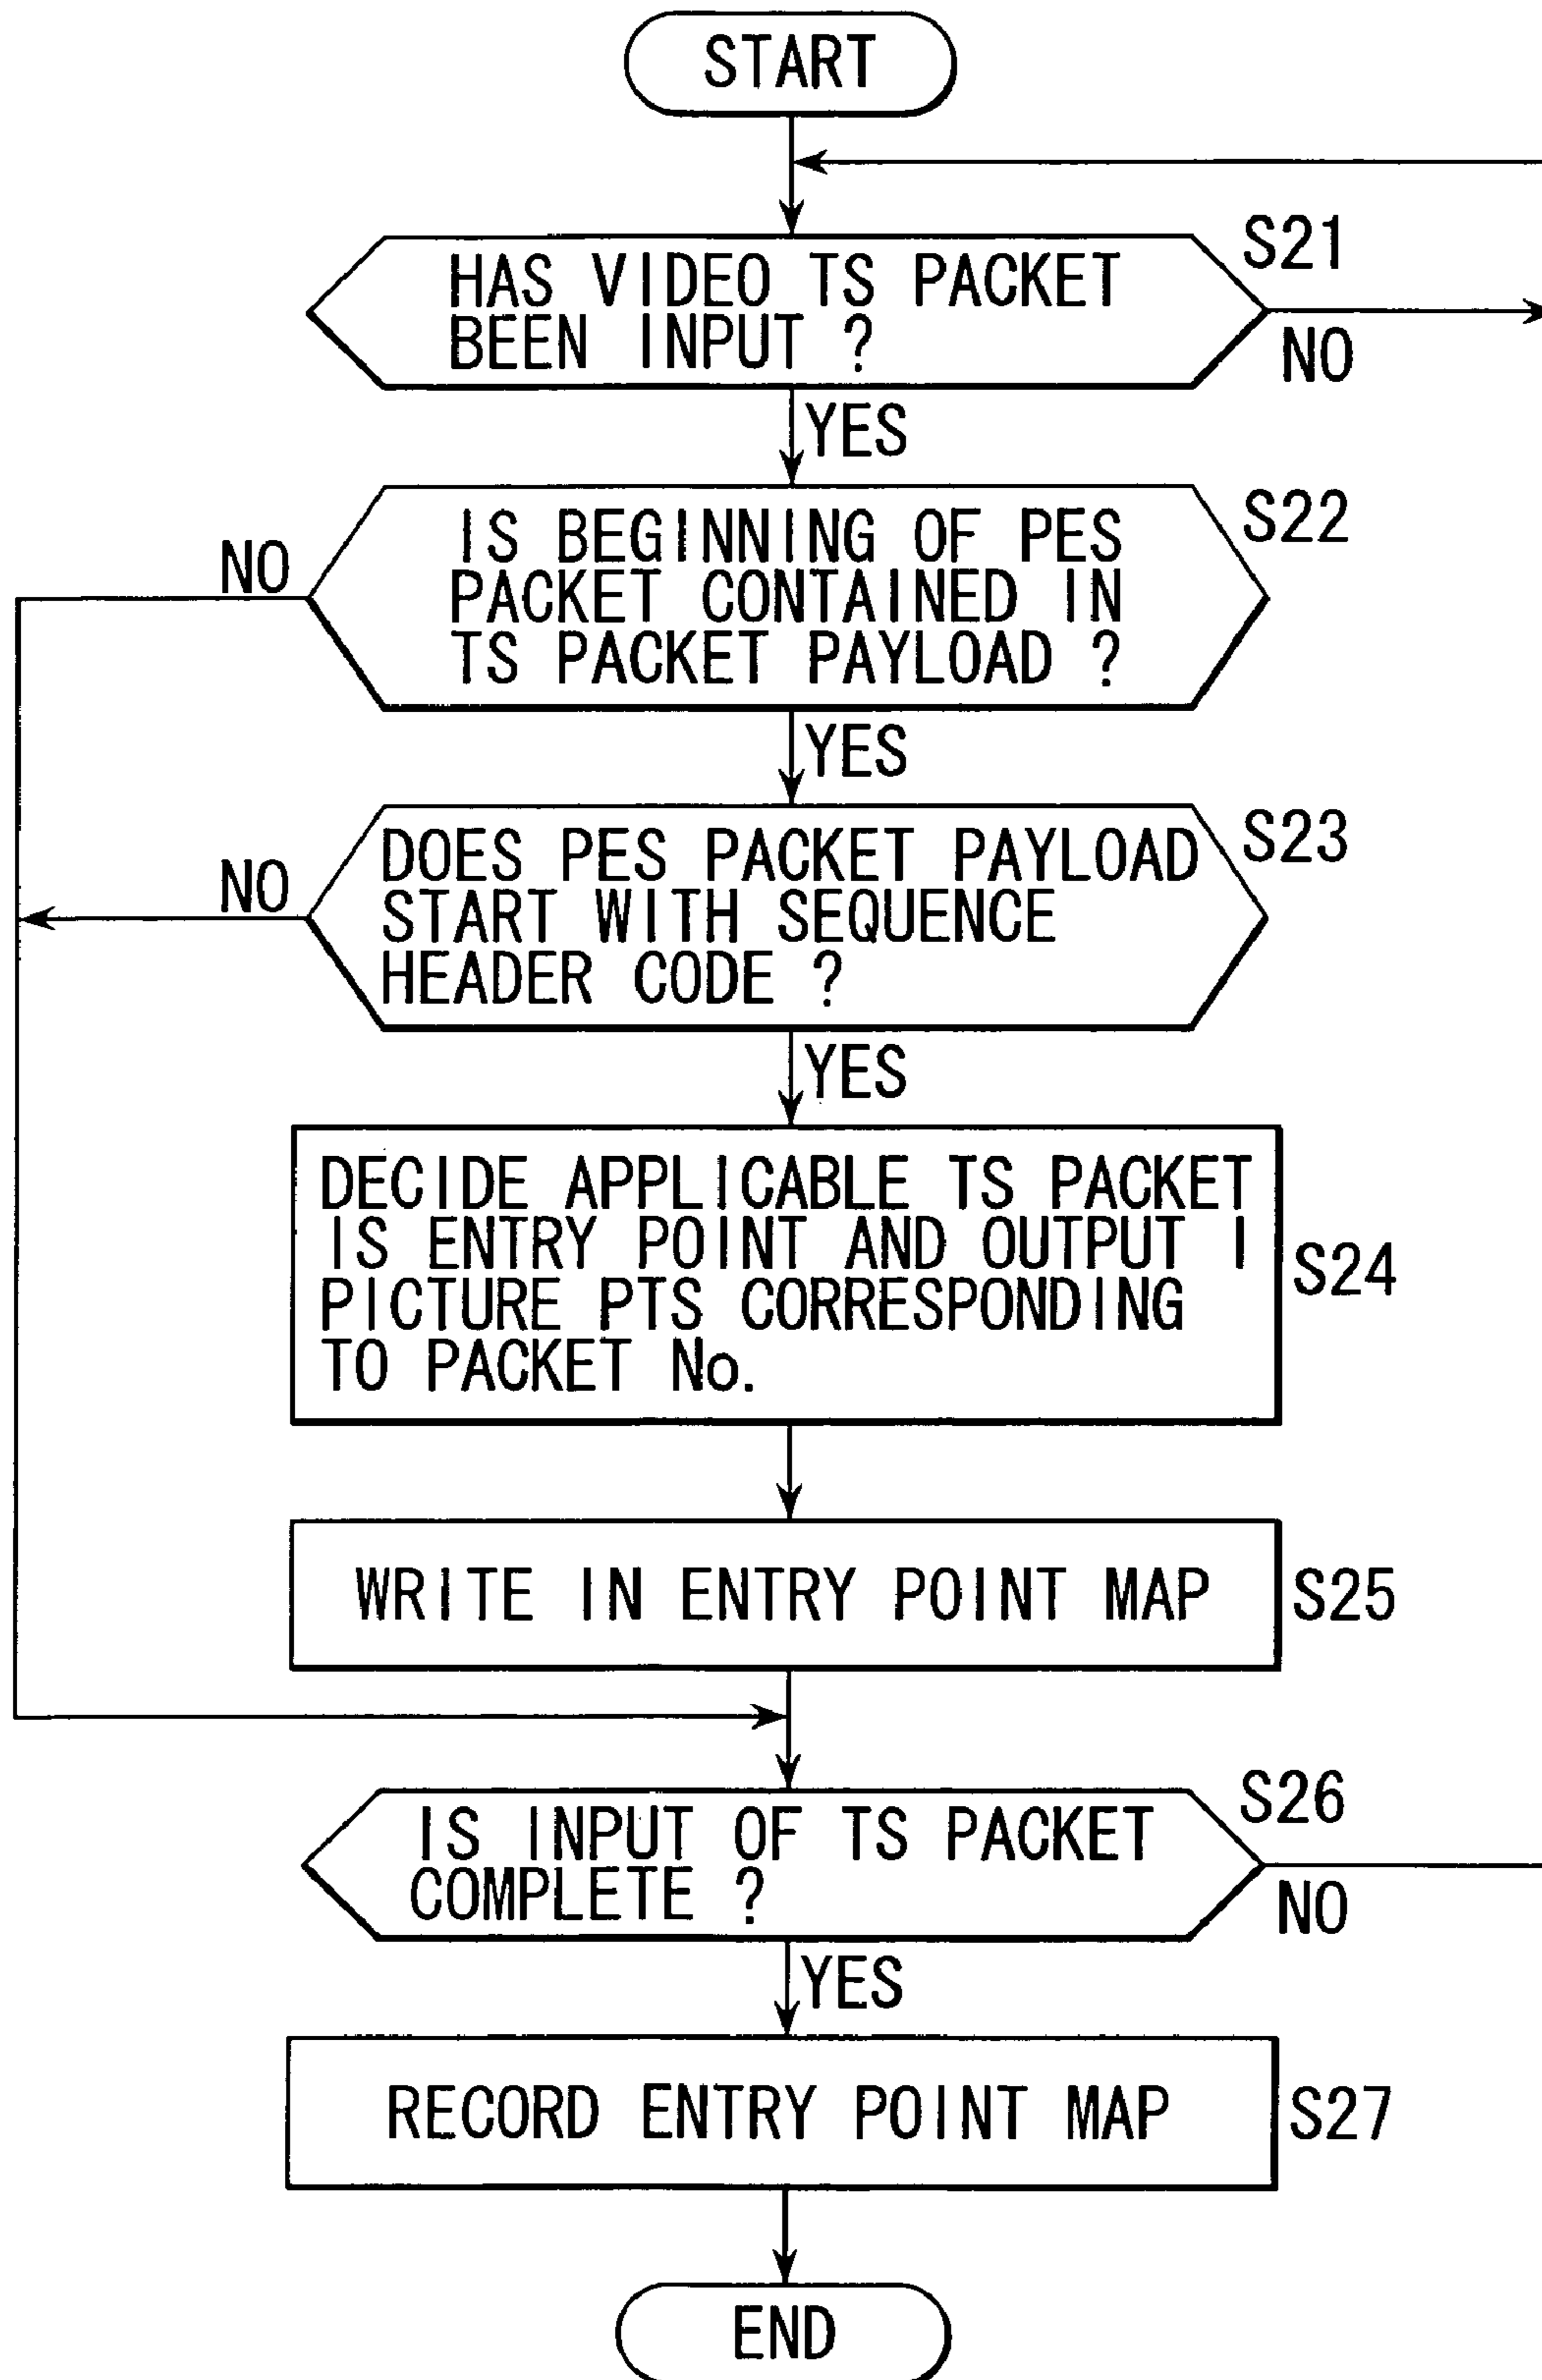 START
S21
HAS VIDEO TS PACKET
BEEN INPUT ?
NO
YES
S22
IS BEGINNING OF PES
PACKET CONTAINED IN
TS PACKET PAYLOAD ?
NO
YES
S23
DOES PES PACKET PAYLOAD
START WITH SEQUENCE
HEADER CODE ?
NO
YES
DECIDE APPLICABLE TS PACKET
IS ENTRY POINT AND OUTPUT I
PICTURE PTS CORRESPONDING
TO PACKET No.
S24
WRITE IN ENTRY POINT MAP
S25
S26
IS INPUT OF TS PACKET
COMPLETE ?
NO
YES
RECORD ENTRY POINT MAP
S27
END